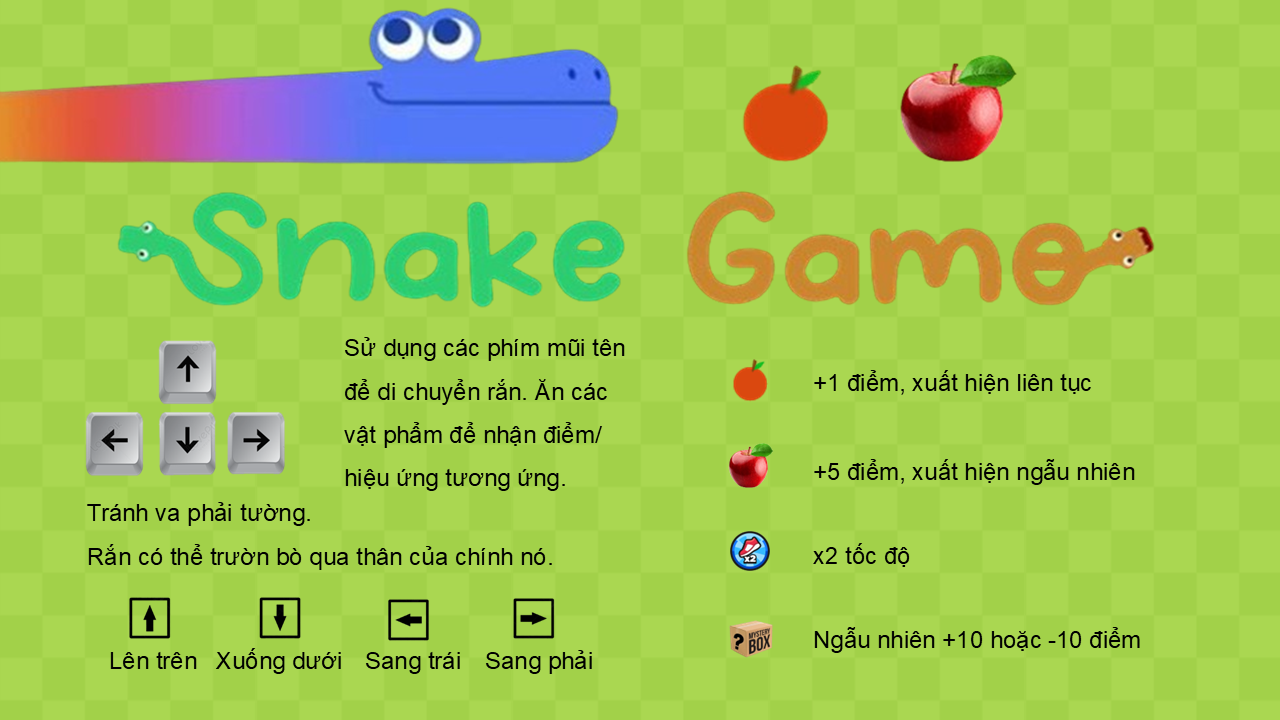 Snake Game
Sử dụng các phím mũi tên
để di chuyển rắn. Ăn các
vật phẩm để nhận điểm/
hiệu ứng tương ứng.
Tránh va phải tường.
Rắn có thể trườn bò qua thân của chính nó.
Lên trên Xuống dưới Sang trái Sang phải
+1 điểm, xuất hiện liên tục
+5 điểm, xuất hiện ngẫu nhiên
x2
x2 tốc độ
?
MYSTERY
BOX
Ngẫu nhiên +10 hoặc -10 điểm